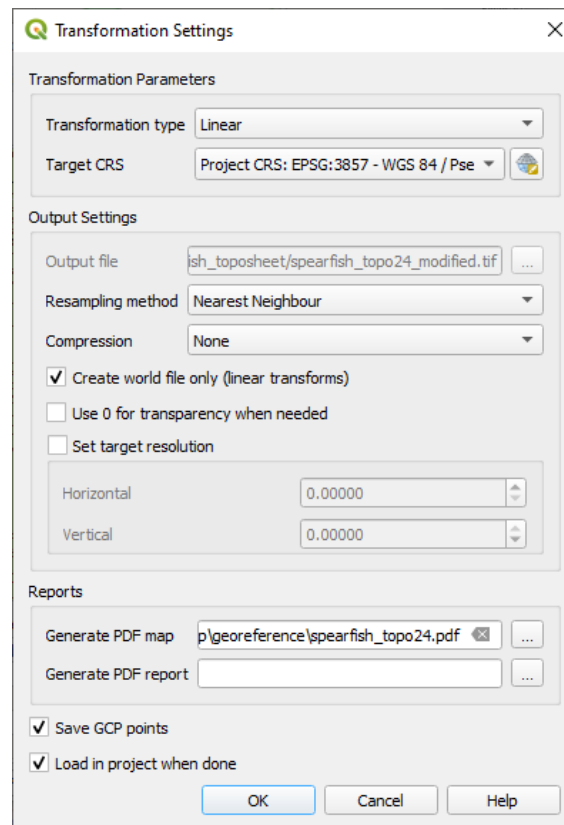 Transformation Settings
Transformation Parameters
Transformation type Linear
Target CRS Project CRS: EPSG:3857 - WGS 84 / Pse
Output Settings
Output file ish_toposheet/spearfish_topo24_modified.tif ...
Resampling method Nearest Neighbour
Compression None
Create world file only (linear transforms)
Use 0 for transparency when needed
Set target resolution
Horizontal 0.00000
Vertical 0.00000
Reports
Generate PDF map p\georeference\spearfish_topo24.pdf ...
Generate PDF report ...
Save GCP points
Load in project when done
OK Cancel Help